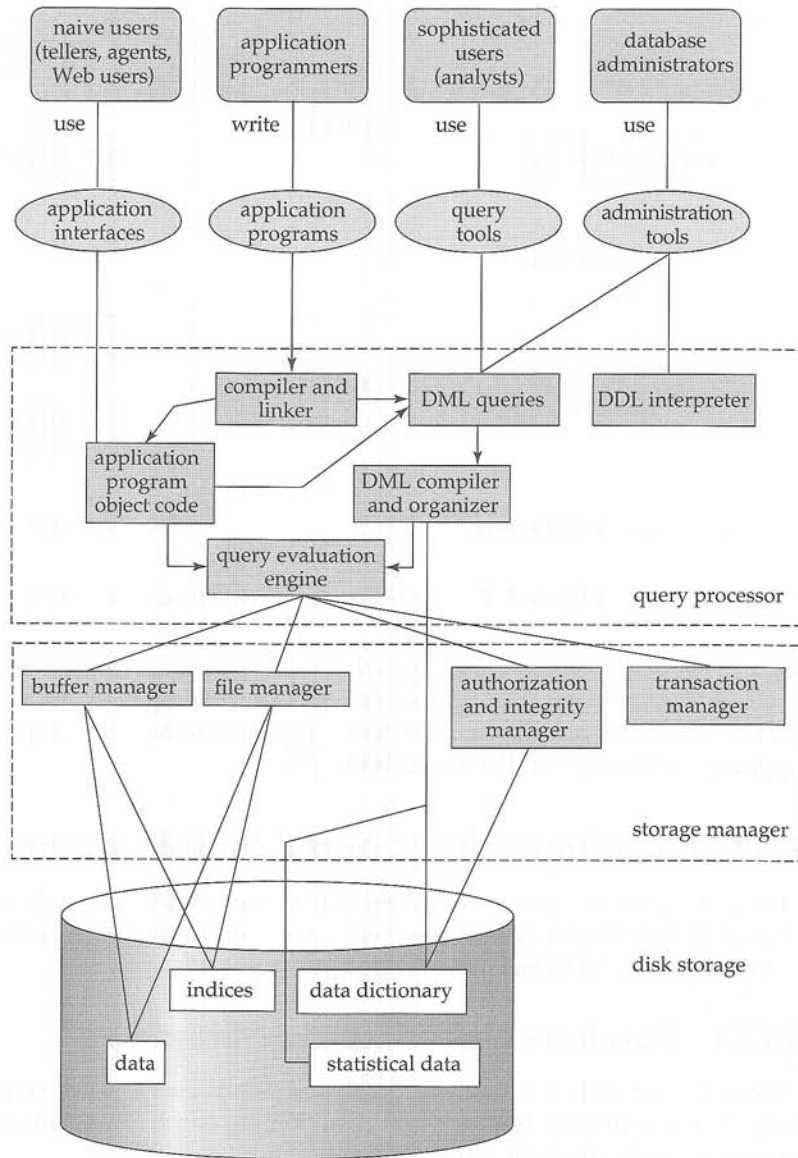 naive users
(tellers, agents,
Web users)
application
programmers
sophisticated
users
(analysts)
database
administrators
use
write
use
use
application
interfaces
application
programs
query
tools
administration
tools
compiler and
linker
DML queries
DDL interpreter
application
program
object code
DML compiler
and organizer
query evaluation
engine
query processor
buffer manager
file manager
authorization
and integrity
manager
transaction
manager
storage manager
disk storage
indices
data dictionary
data
statistical data